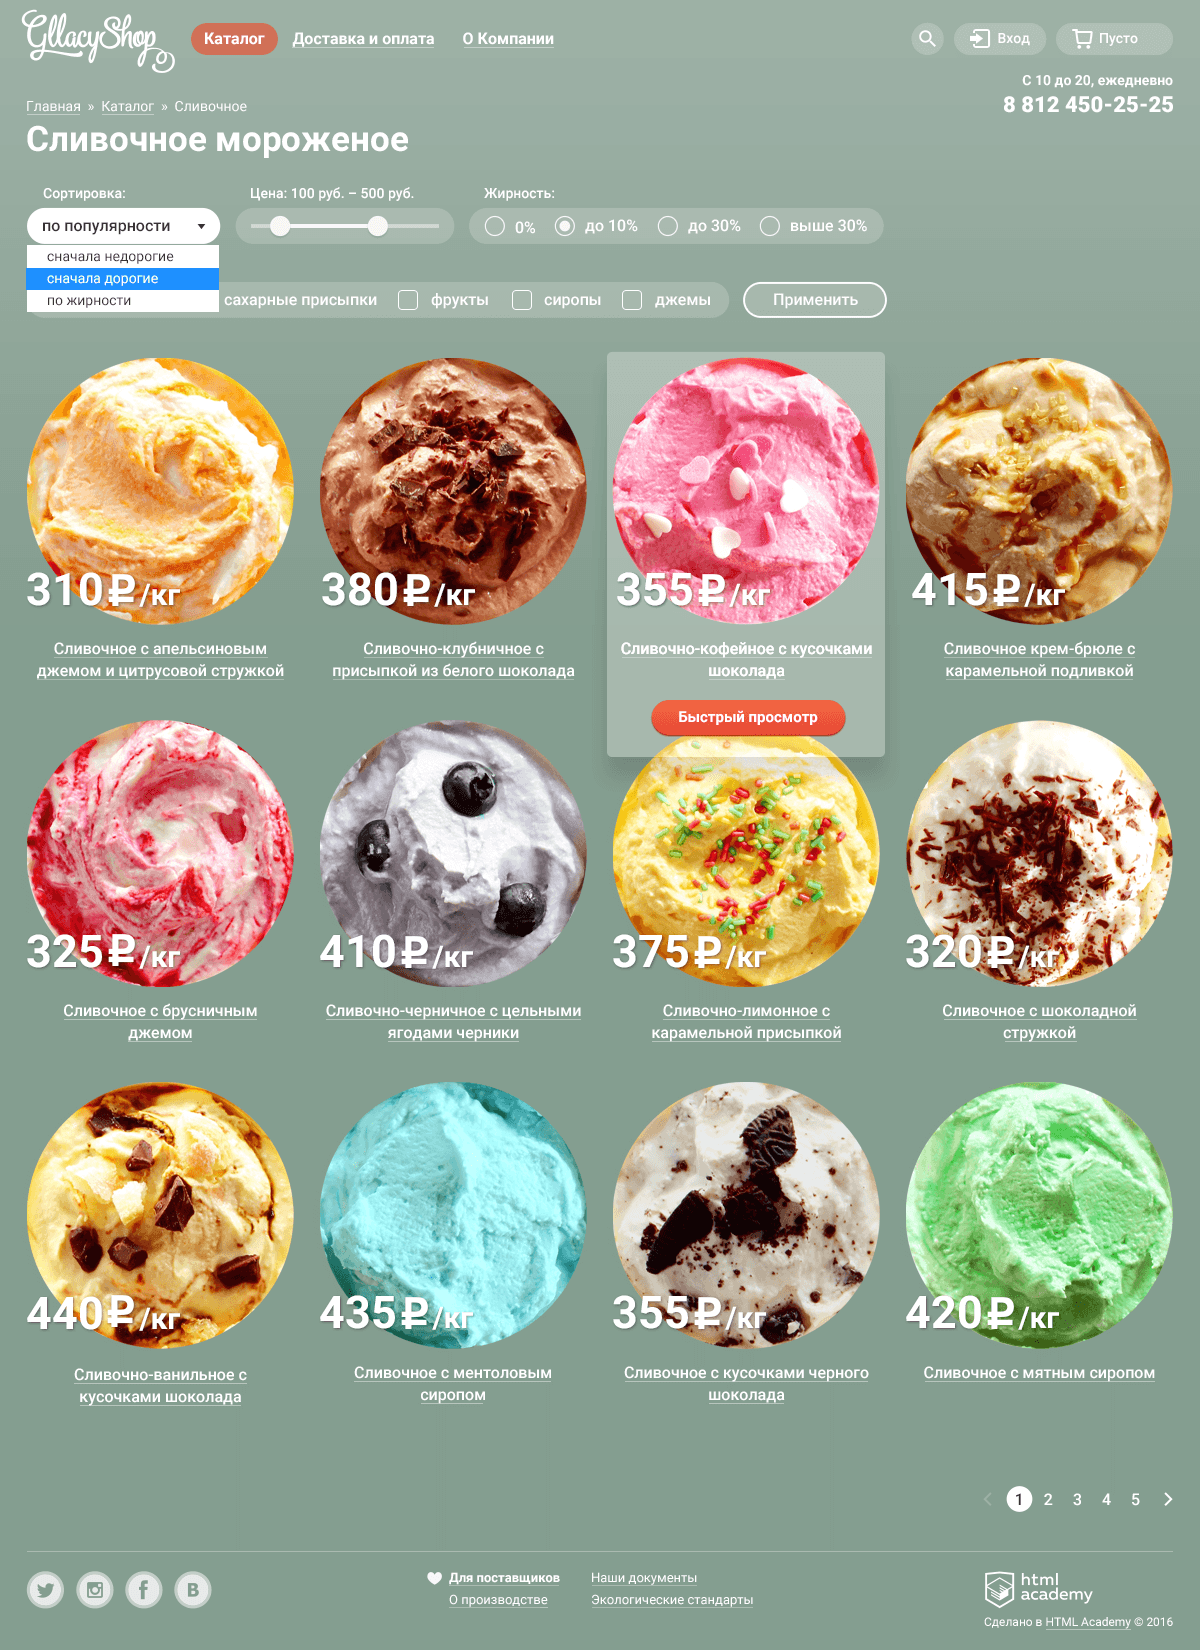 GllacyShop
Каталог Доставка и оплата О Компании
Вход Пусто
С 10 до 20, ежедневно
8 812 450-25-25
Главная » Каталог » Сливочное
Сливочное мороженое
Сортировка: Цена: 100 руб. – 500 руб. Жирность:
по популярности 0% до 10% до 30% выше 30%
сначала недорогие
сначала дорогие
по жирности
сахарные присыпки фрукты сиропы джемы Применить
310₽/кг 380₽/кг 355₽/кг 415₽/кг
Сливочное с апельсиновым
джемом и цитрусовой стружкой
Сливочно-клубничное с
присыпкой из белого шоколада
Сливочно-кофейное с кусочками
шоколада
Сливочное крем-брюле с
карамельной подливкой
Быстрый просмотр
325₽/кг 410₽/кг 375₽/кг 320₽/кг
Сливочное с брусничным
джемом
Сливочно-черничное с цельными
ягодами черники
Сливочно-лимонное с
карамельной присыпкой
Сливочное с шоколадной
стружкой
440₽/кг 435₽/кг 355₽/кг 420₽/кг
Сливочно-ванильное с
кусочками шоколада
Сливочное с ментоловым
сиропом
Сливочное с кусочками черного
шоколада
Сливочное с мятным сиропом
1 2 3 4 5
Для поставщиков Наши документы
О производстве Экологические стандарты
html
academy
Сделано в HTML Academy © 2016